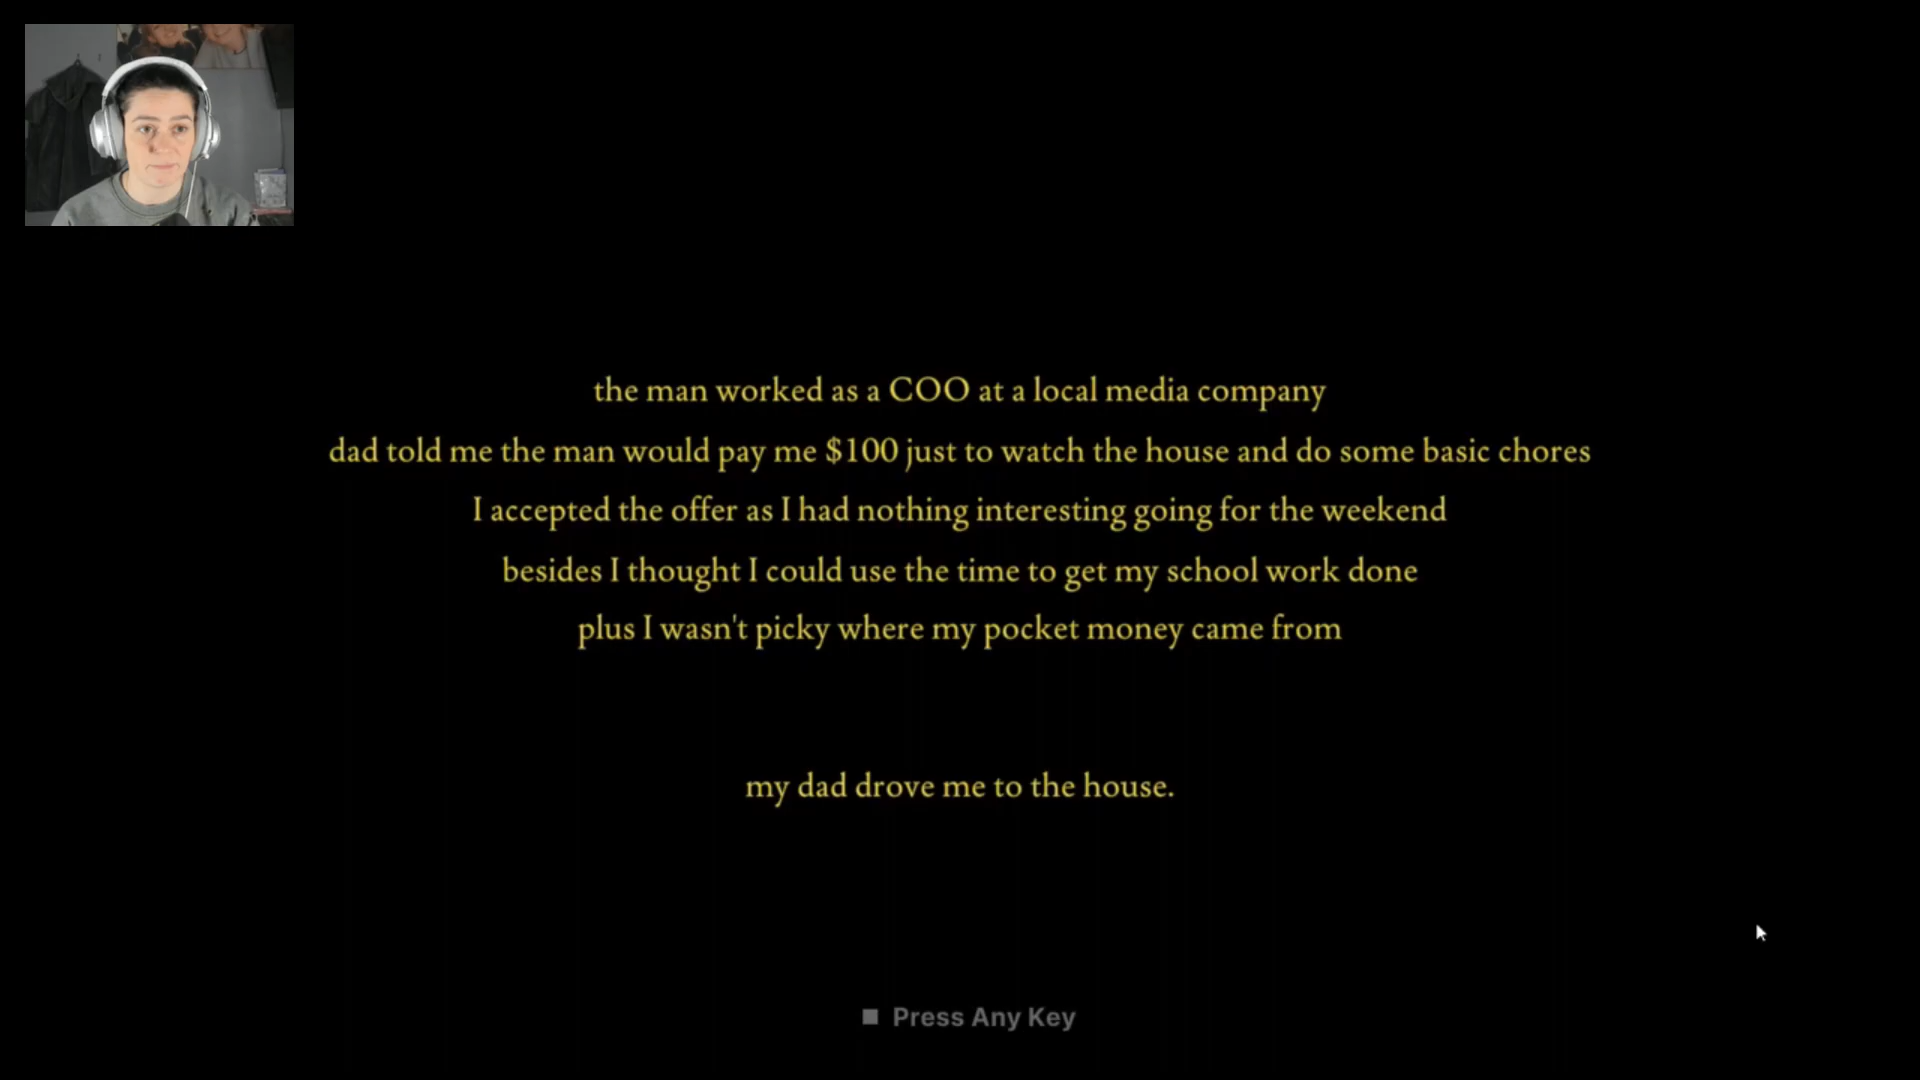 the man worked as a COO at a local media company
dad told me the man would pay me $100 just to watch the house and do some basic chores
I accepted the offer as I had nothing interesting going for the weekend
besides I thought I could use the time to get my school work done
plus I wasn't picky where my pocket money came from
my dad drove me to the house.
Press Any Key